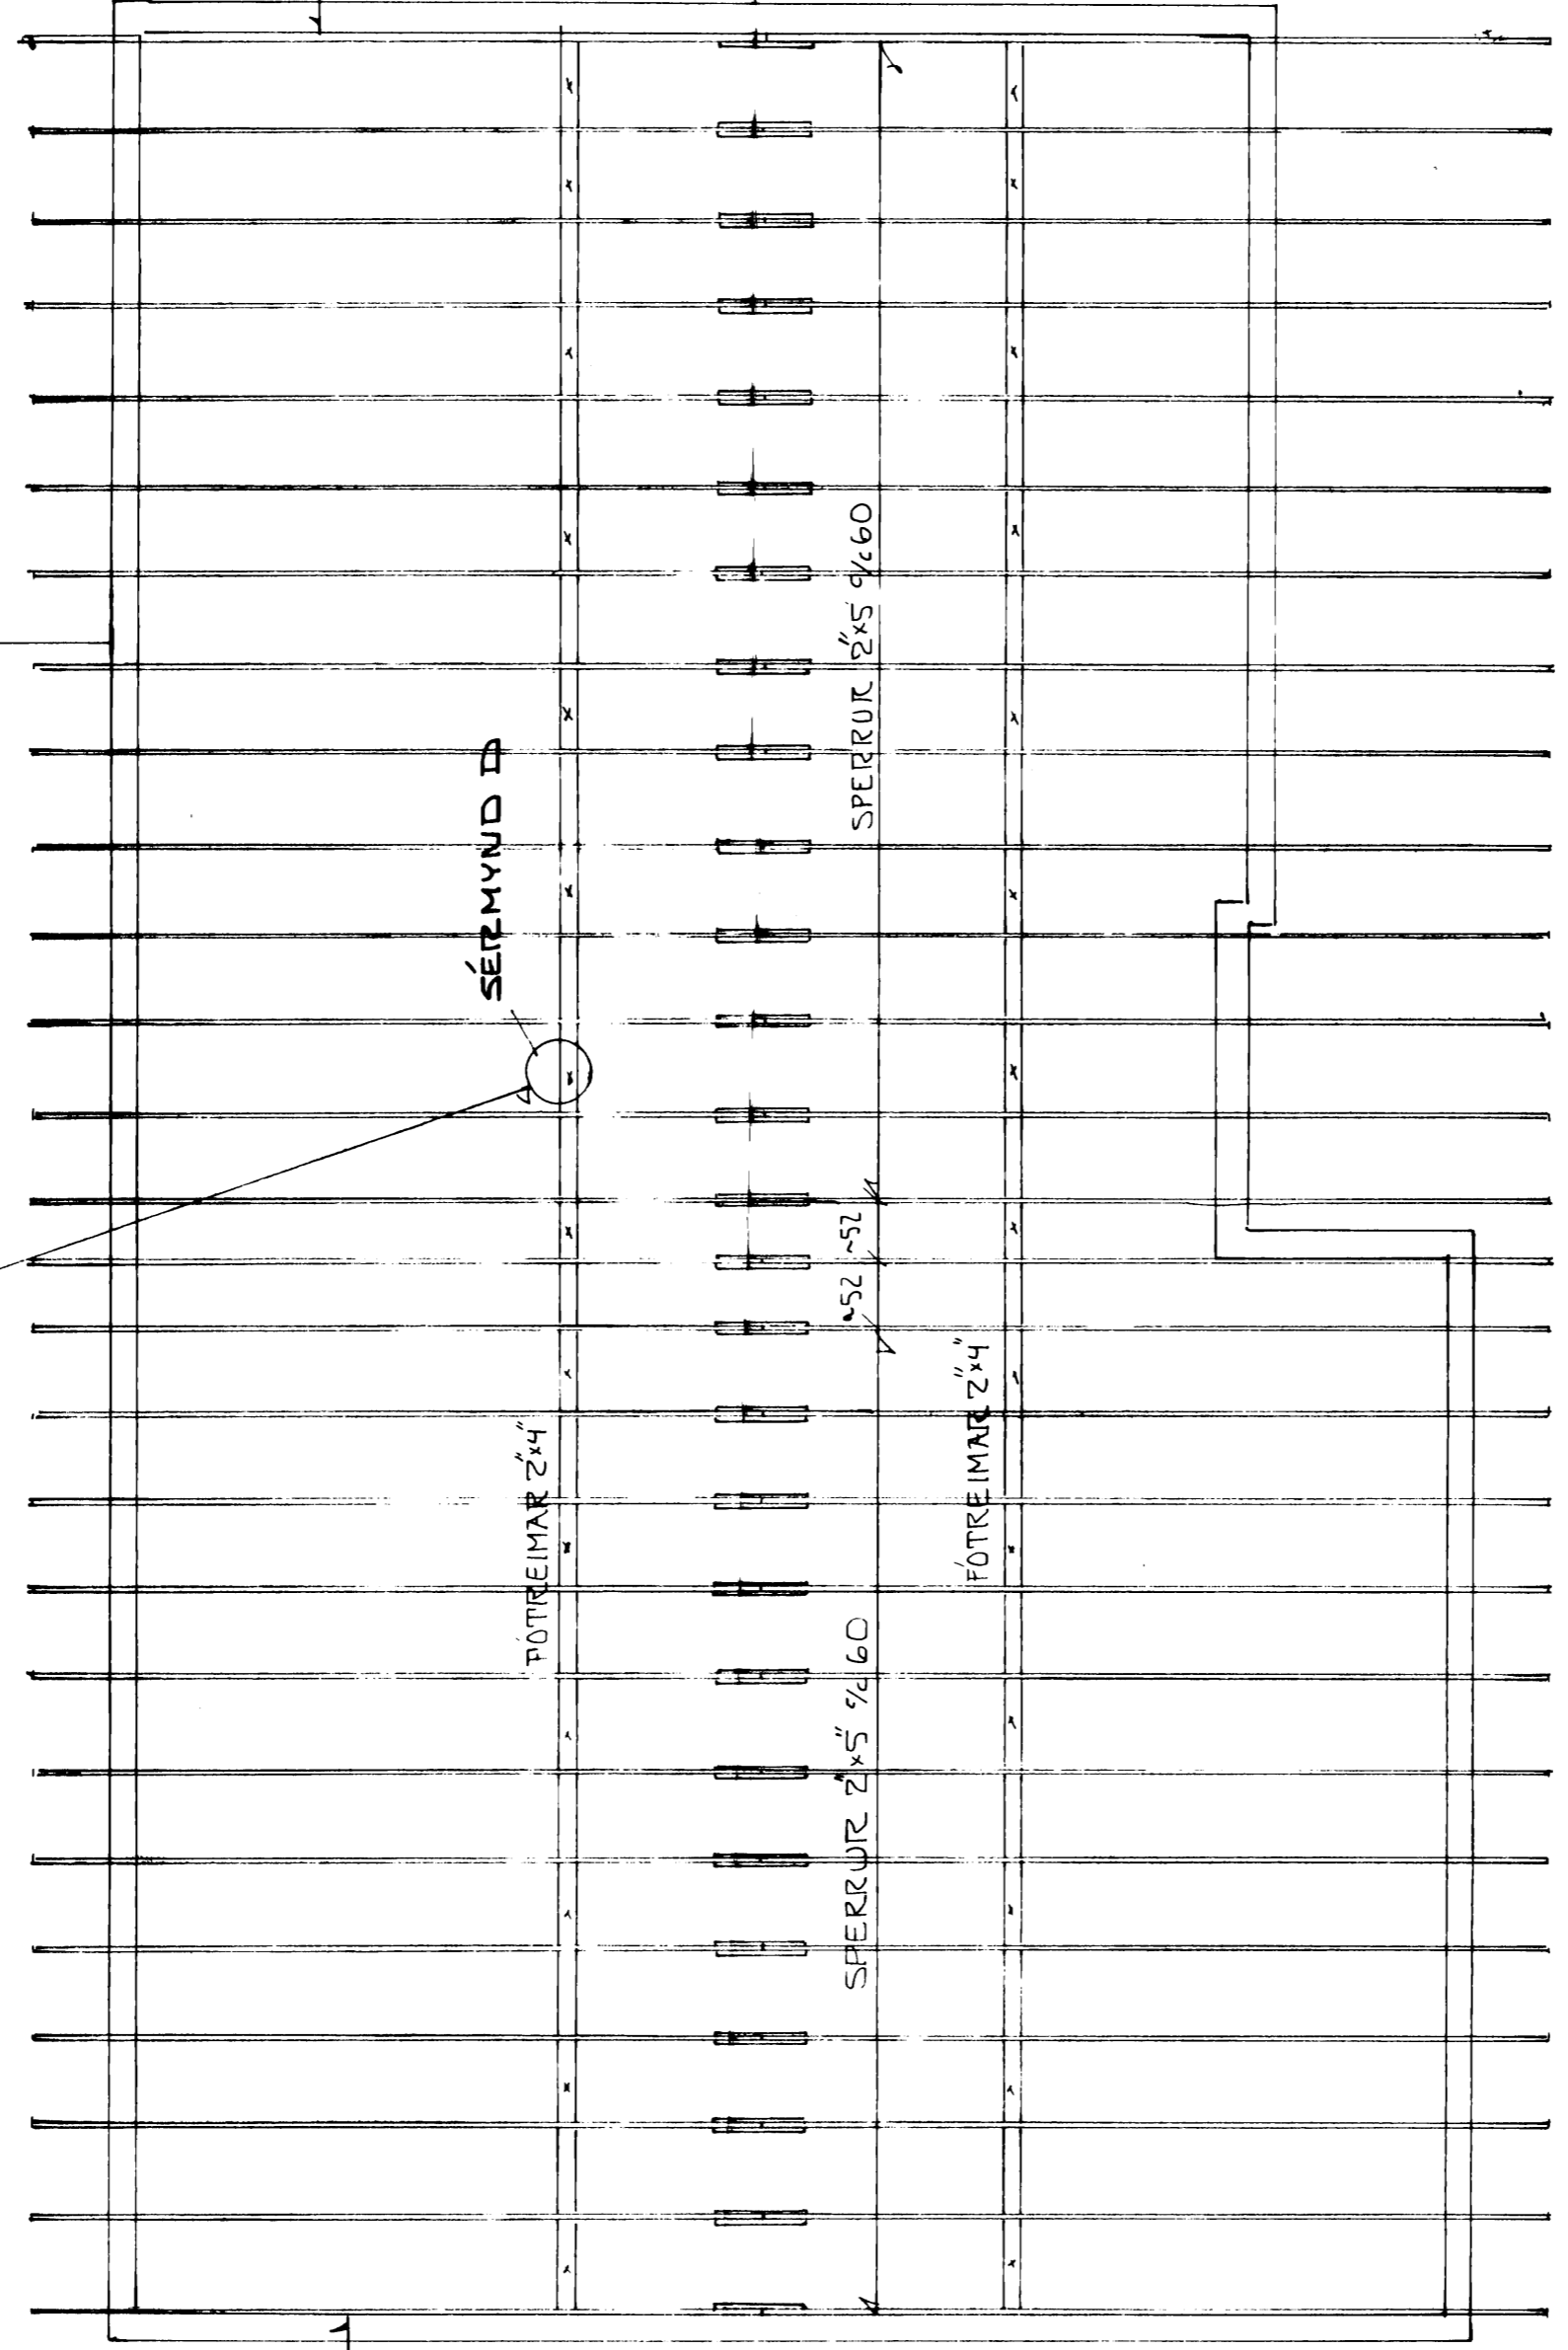 SÉRMYND D
FÓTREIMAR 2"x4"
SPERRUR 2"x5" c/c 60
~52 ~52
SPERRUR 2"x5" c/c 60
FÓTREIMAR 2"x4"